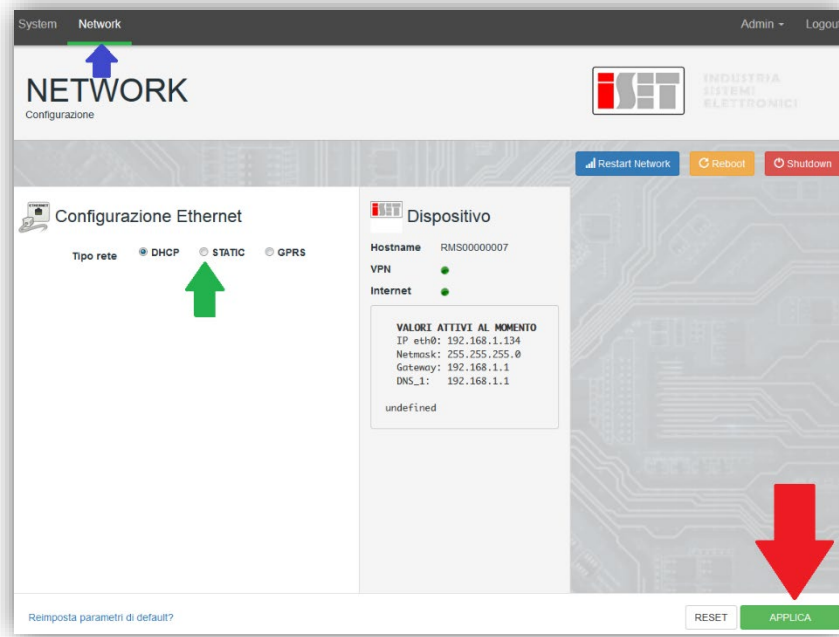 System Network Admin Logout
NETWORK
Configurazione
iSET INDUSTRIA
SISTEMI
ELETTRONICI
Restart Network Reboot Shutdown
Configurazione Ethernet
Tipo rete DHCP STATIC GPRS
iSET Dispositivo
Hostname RMS00000007
VPN
Internet
VALORI ATTIVI AL MOMENTO
IP eth0: 192.168.1.134
Netmask: 255.255.255.0
Gateway: 192.168.1.1
DNS_1: 192.168.1.1
undefined
Reimposta parametri di default? RESET APPLICA